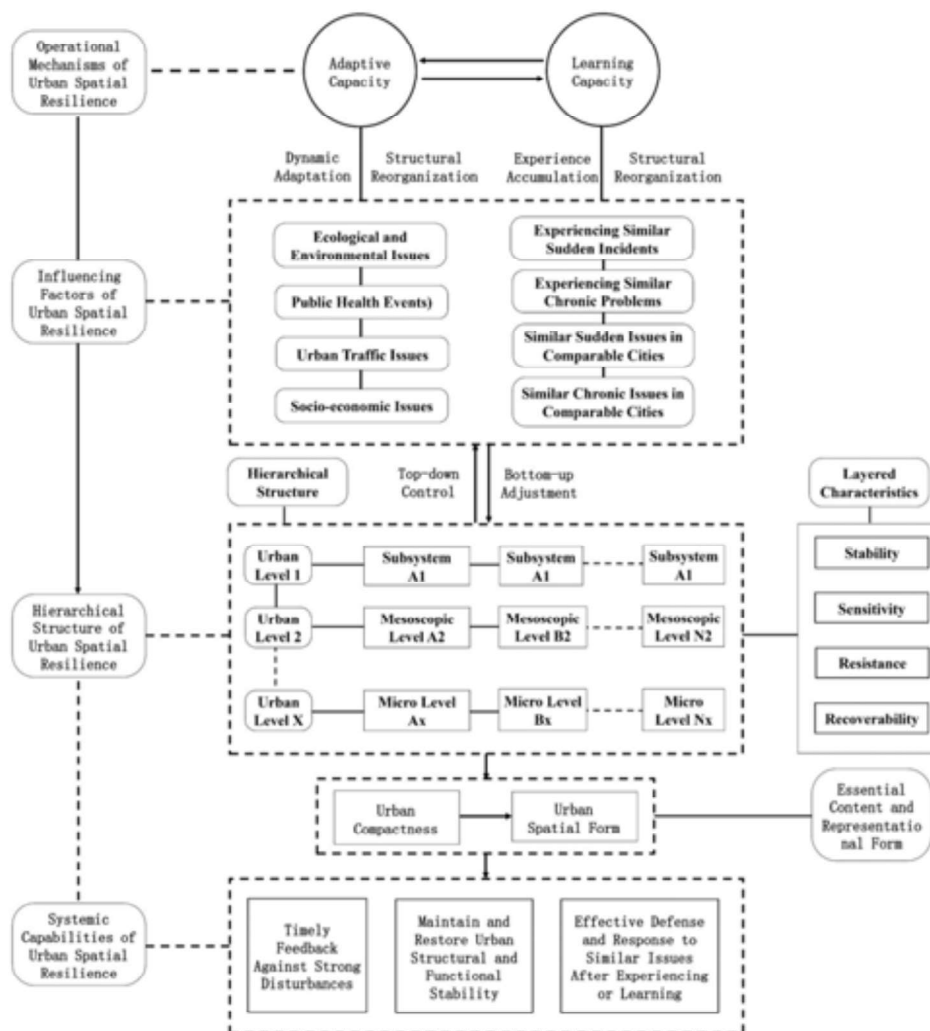 Operational
Mechanisms of
Urban Spatial
Resilience
Adaptive
Capacity
Learning
Capacity
Dynamic
Adaptation
Structural
Reorganization
Experience
Accumulation
Structural
Reorganization
Influencing
Factors of
Urban Spatial
Resilience
Ecological and
Environmental Issues
Public Health Events)
Urban Traffic Issues
Socio-economic Issues
Experiencing Similar
Sudden Incidents
Experiencing Similar
Chronic Problems
Similar Sudden Issues in
Comparable Cities
Similar Chronic Issues in
Comparable Cities
Hierarchical
Structure
Top-down
Control
Bottom-up
Adjustment
Layered
Characteristics
Hierarchical
Structure of
Urban Spatial
Resilience
Urban
Level 1
Subsystem
A1
Subsystem
A1
Subsystem
A1
Urban
Level 2
Mesoscopic
Level A2
Mesoscopic
Level B2
Mesoscopic
Level N2
Urban
Level X
Micro Level
Ax
Micro Level
Bx
Micro
Level Nx
Stability
Sensitivity
Resistance
Recoverability
Urban
Compactness
Urban
Spatial Form
Essential
Content and
Representatio
nal Form
Systemic
Capabilities of
Urban Spatial
Resilience
Timely
Feedback
Against Strong
Disturbances
Maintain and
Restore Urban
Structural and
Functional
Stability
Effective Defense
and Response to
Similar Issues
After Experiencing
or Learning